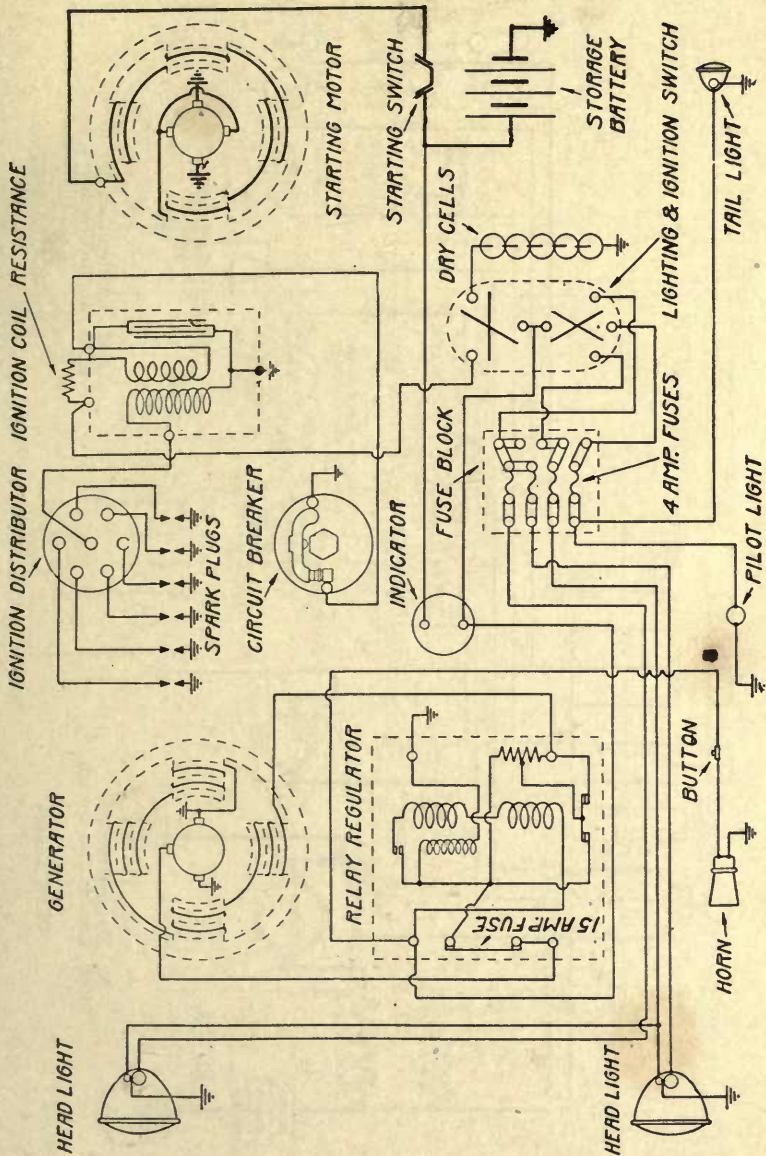 HEAD LIGHT
GENERATOR
IGNITION DISTRIBUTOR
IGNITION COIL
RESISTANCE
SPARK PLUGS
CIRCUIT BREAKER
STARTING MOTOR
STARTING SWITCH
STORAGE
BATTERY
RELAY REGULATOR
15 AMP FUSE
INDICATOR
FUSE BLOCK
DRY CELLS
LIGHTING & IGNITION SWITCH
4 AMP. FUSES
HEAD LIGHT
HORN
BUTTON
PILOT LIGHT
TAIL LIGHT